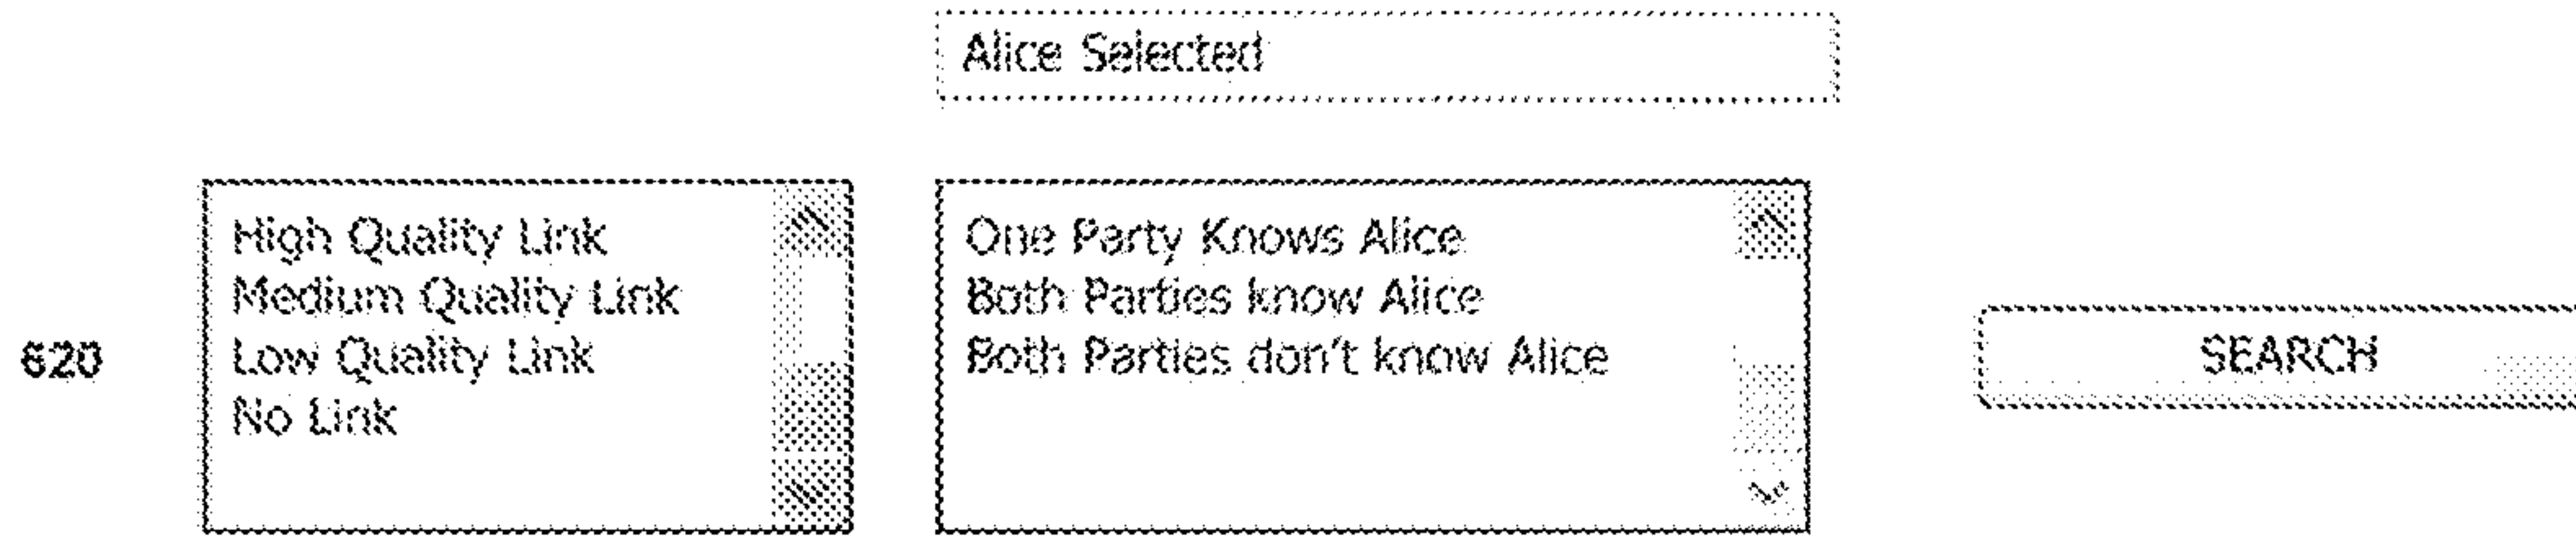 Alice Selected
High Quality Link
Medium Quality Link
Low Quality Link
No Link
One Party Knows Alice
Both Parties know Alice
Both Parties don't know Alice
SEARCH
620